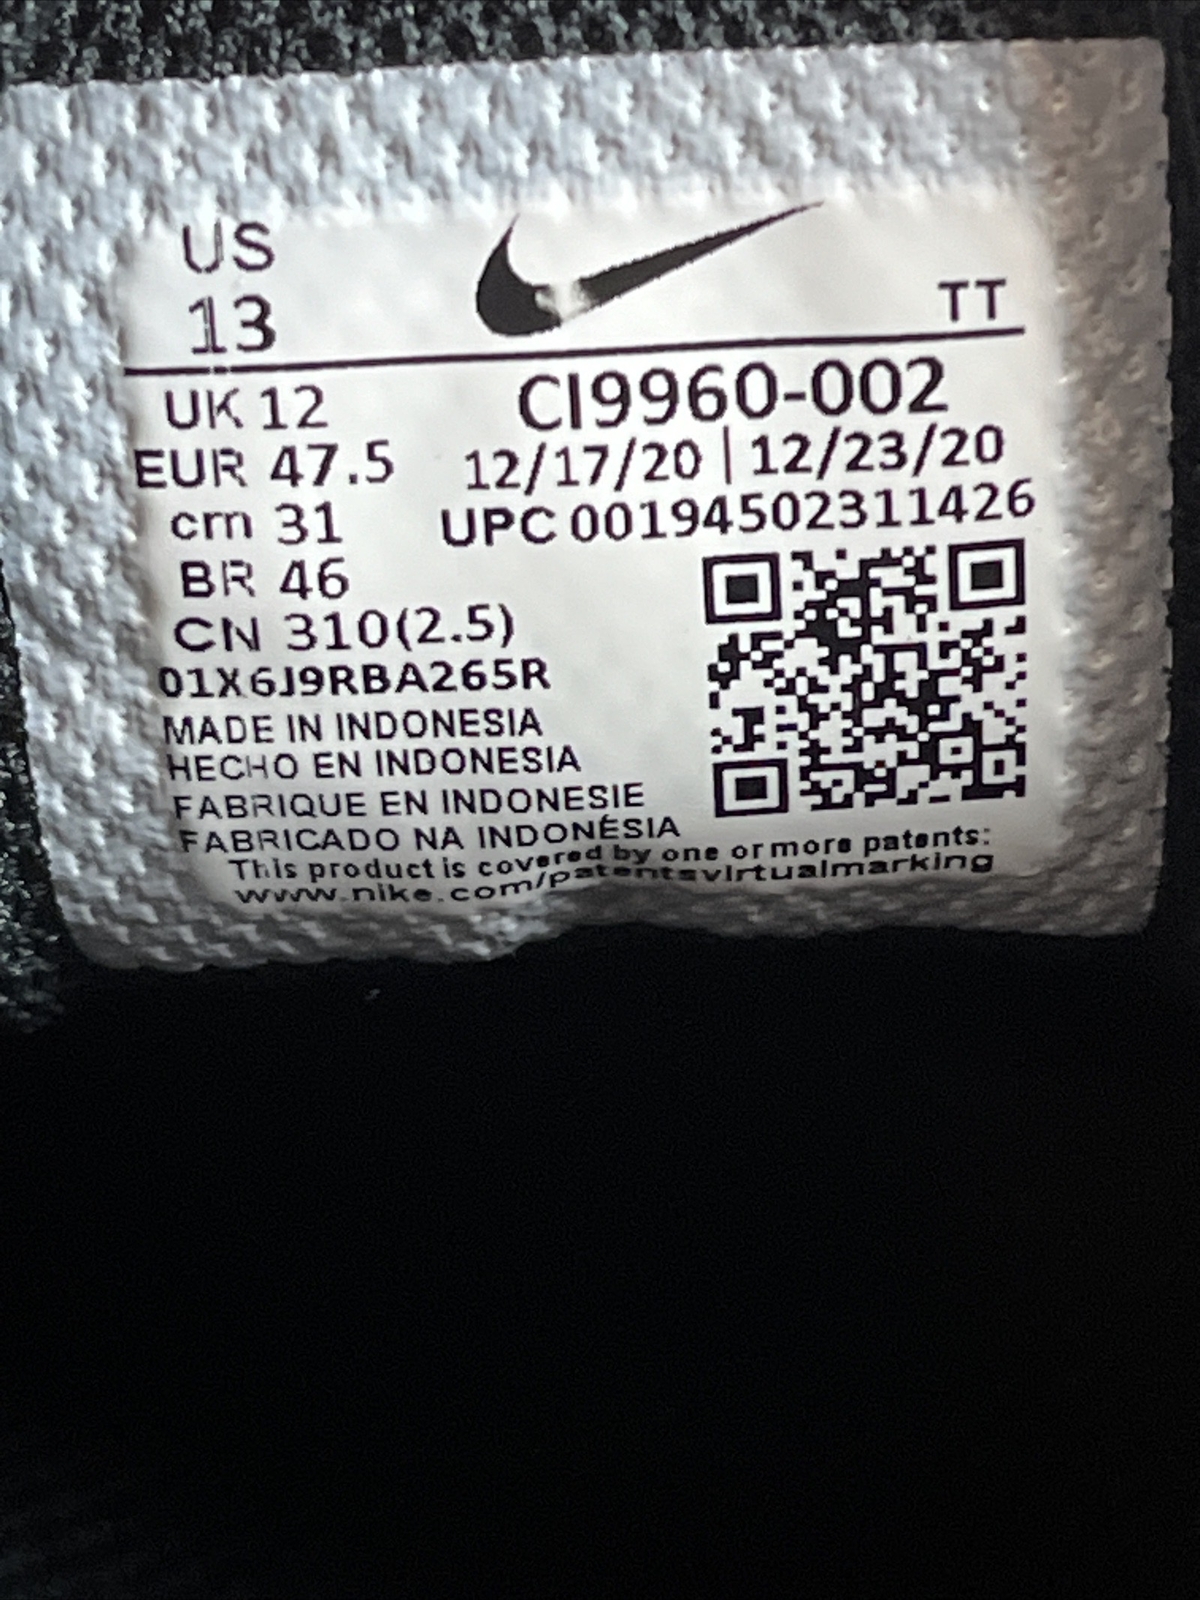 US
13
TT
UK 12
CI9960-002
EUR 47.5
12/17/20 | 12/23/20
cm 31
UPC 00194502311426
BR 46
CN 310(2.5)
01X6J9RBA265R
MADE IN INDONESIA
HECHO EN INDONESIA
FABRIQUE EN INDONESIE
FABRICADO NA INDONÉSIA
This product is covered by one or more patents:
www.nike.com/patentsvirtualmarking